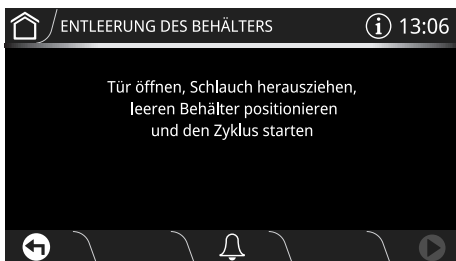 ENTLEERUNG DES BEHÄLTERS
i 13:06
Tür öffnen, Schlauch herausziehen,
leeren Behälter positionieren
und den Zyklus starten